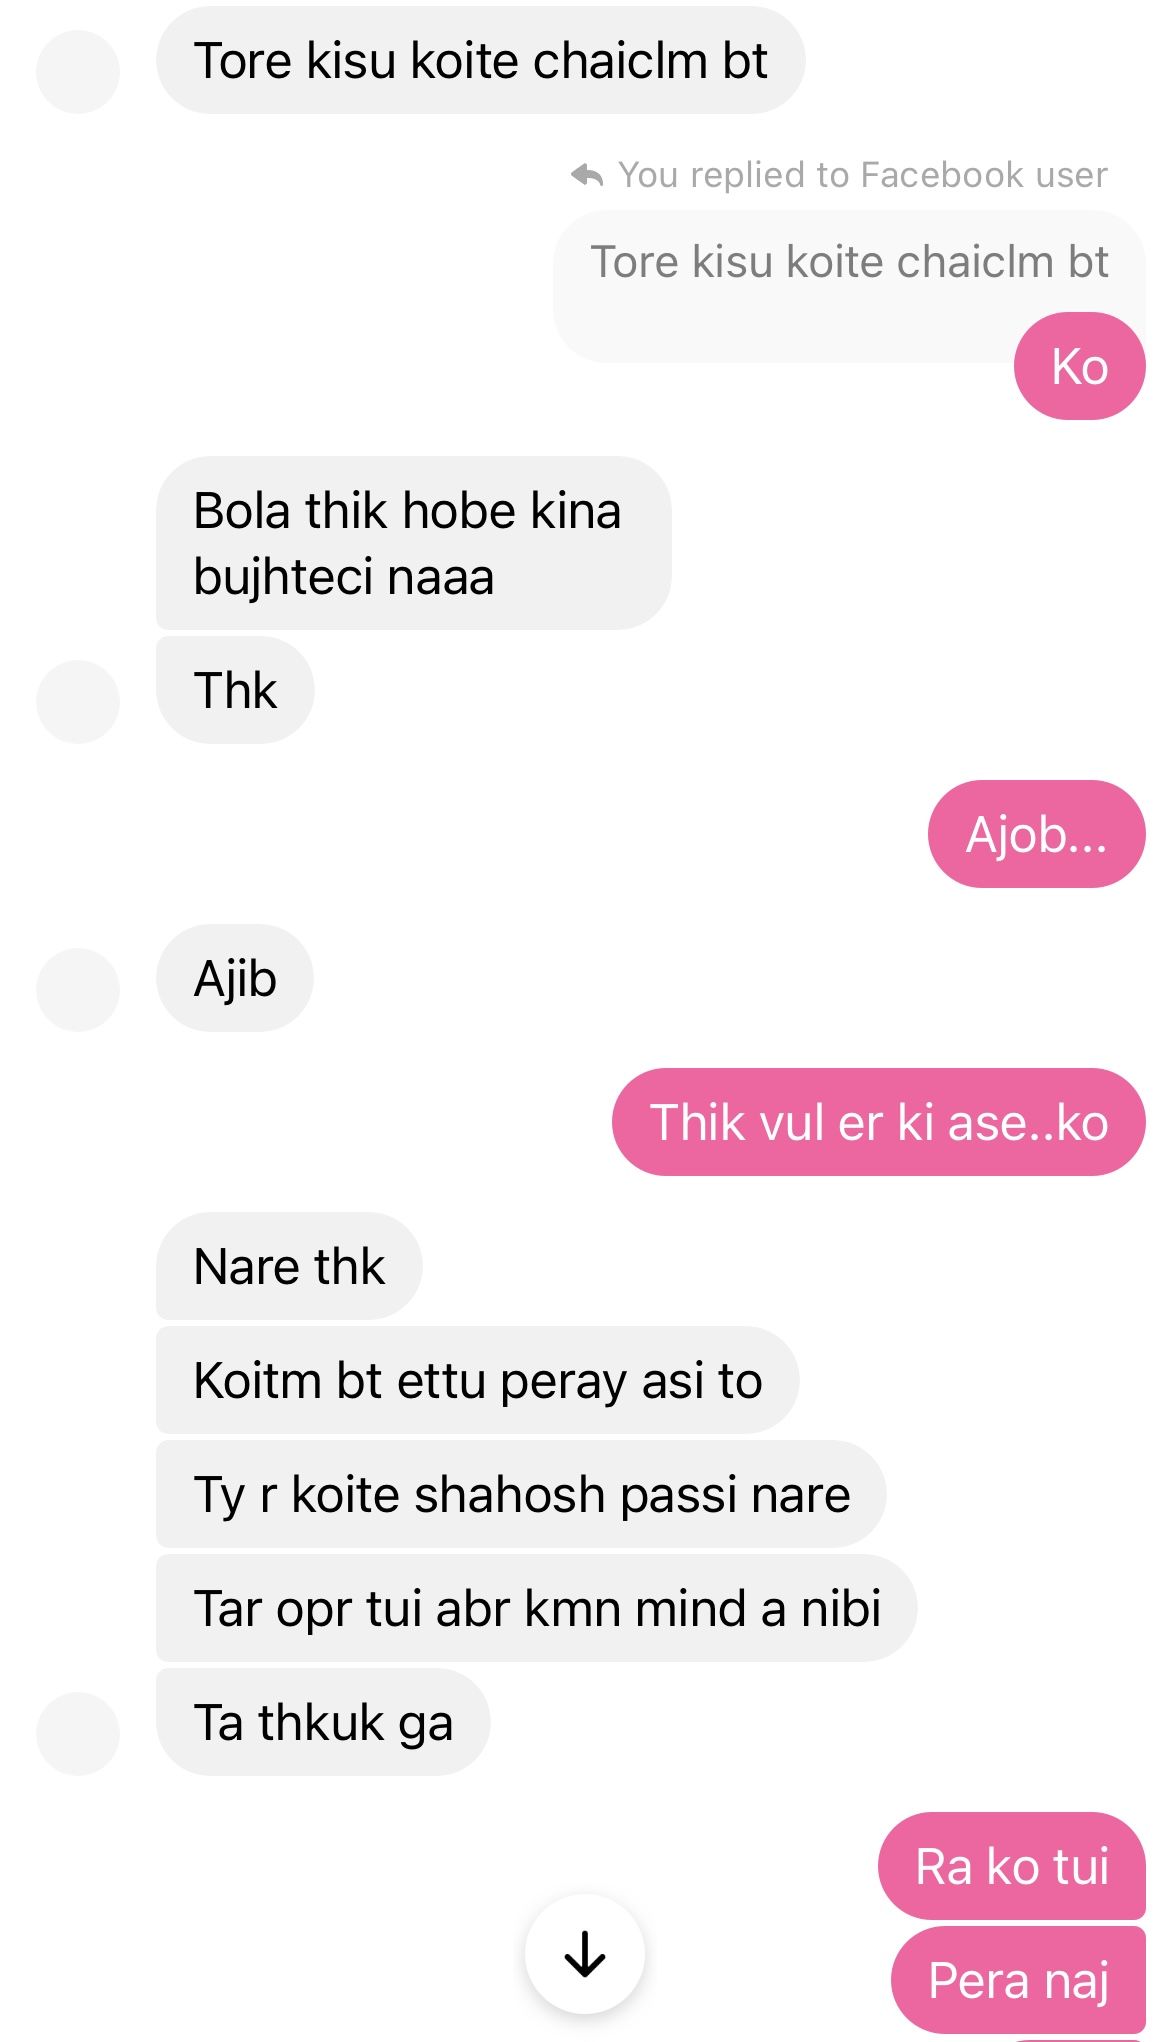 Tore kisu koite chaiclm bt
You replied to Facebook user
Tore kisu koite chaiclm bt
Ko
Bola thik hobe kina
bujhteci naaa
Thk
Ajob...
Ajib
Thik vul er ki ase..ko
Nare thk
Koitm bt ettu peray asi to
Ty r koite shahosh passi nare
Tar opr tui abr kmn mind a nibi
Ta thkuk ga
Ra ko tui
Pera naj